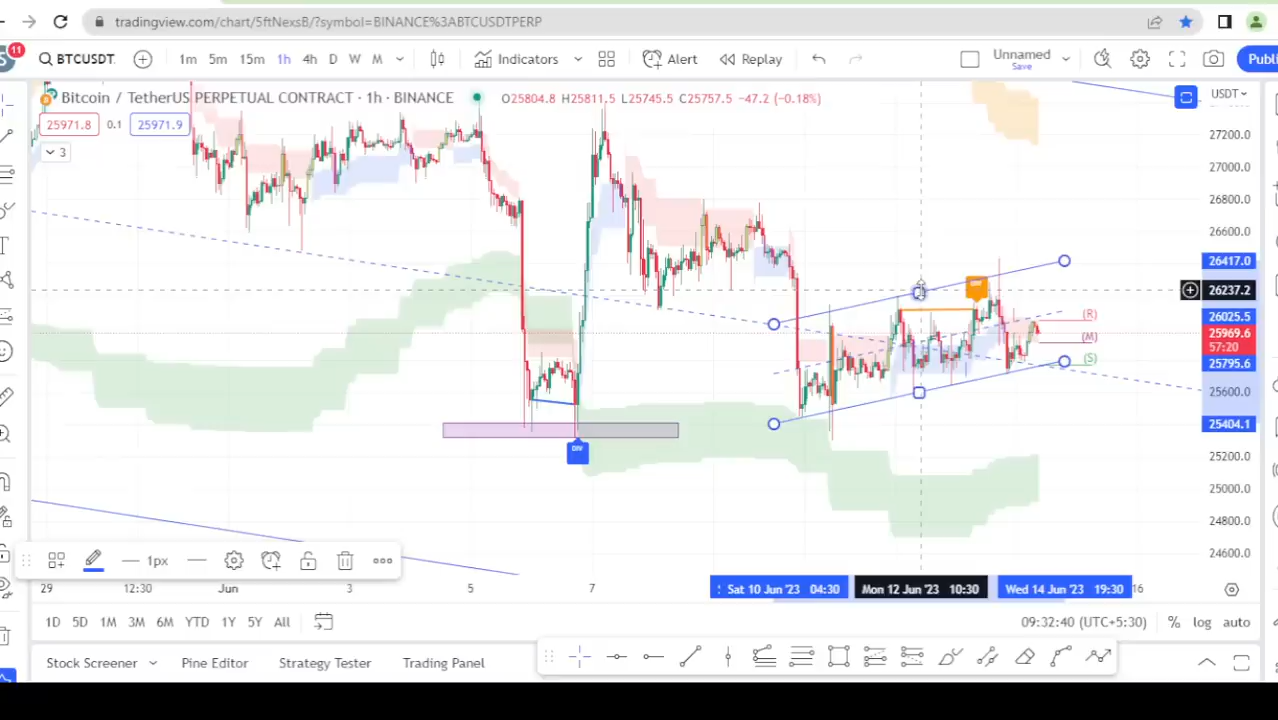 tradingview.com/chart/5ftNexsB/?symbol=BINANCE%3ABTCUSDTPERP
11
BTCUSDT
1m 5m 15m 1h 4h D W M
Indicators
Alert
Replay
Unnamed
Save
Publi
Bitcoin / TetherUS PERPETUAL CONTRACT · 1h · BINANCE
O25804.8 H25811.5 L25745.5 C25757.5 −47.2 (−0.18%)
USDT
25971.8 0.1 25971.9
3
27200.0
27000.0
26800.0
26600.0
26417.0
26237.2
26025.5
25969.6
57:20
25795.6
25600.0
25404.1
25200.0
25000.0
24800.0
24600.0
(R)
(M)
(S)
DIV
1px
29 12:30 Jun 3 5 7 Sat 10 Jun '23 04:30 Mon 12 Jun '23 10:30 Wed 14 Jun '23 19:30 16
1D 5D 1M 3M 6M YTD 1Y 5Y All
09:32:40 (UTC+5:30) % log auto
Stock Screener Pine Editor Strategy Tester Trading Panel